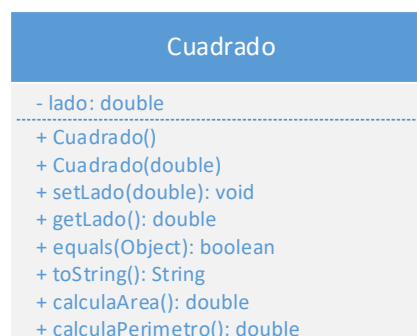 Cuadrado
- lado: double
+ Cuadrado()
+ Cuadrado(double)
+ setLado(double): void
+ getLado(): double
+ equals(Object): boolean
+ toString(): String
+ calculaArea(): double
+ calculaPerimetro(): double